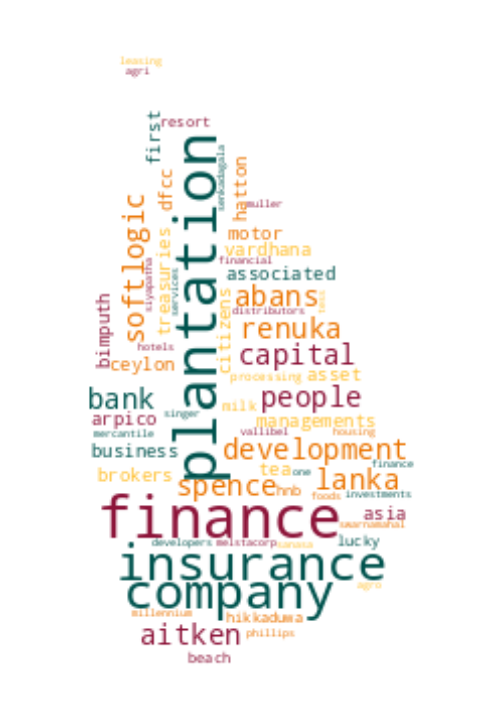 leasing
agri
first
resort
plantation
senkadagala
hatton
dfcc
softlogic
muller
motor
treasuries
vardhana
financial
siyapatha
services
associated
citizens
abans
distributors
bimputh
renuka
hotels
capital
ceylon
processing
asset
bank
people
milk
arpico
singer
managements
mercantile
vallibel
housing
business
development
finance
brokers
tea
one
lanka
spence
hnb
foods
investments
finance
asia
swarnamahal
developers
melstacorp
sanasa
lucky
insurance
company
agro
millennium
hikkaduwa
aitken
phillips
beach